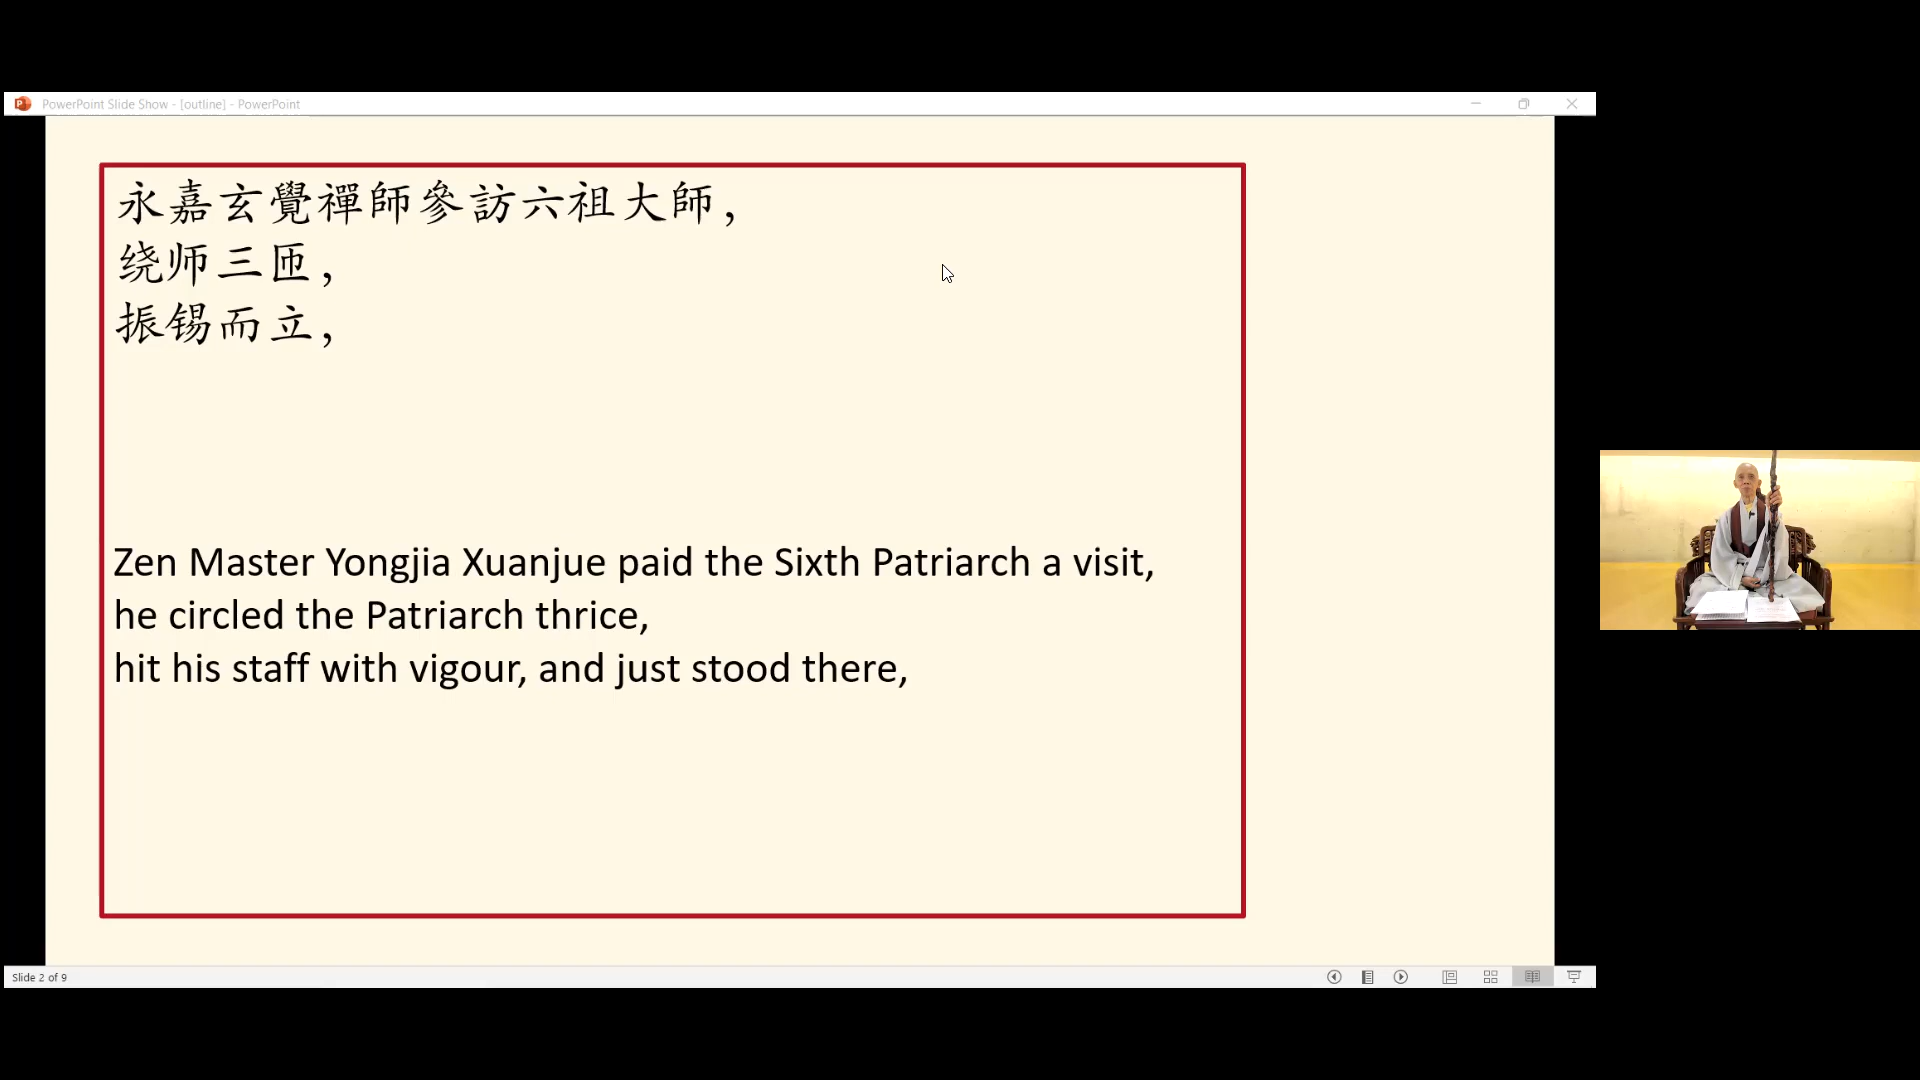 PowerPoint Slide Show - [outline] - PowerPoint
永嘉玄覺禪師參訪六祖大師，
绕师三匝，
振锡而立，
Zen Master Yongjia Xuanjue paid the Sixth Patriarch a visit,
he circled the Patriarch thrice,
hit his staff with vigour, and just stood there,
Slide 2 of 9